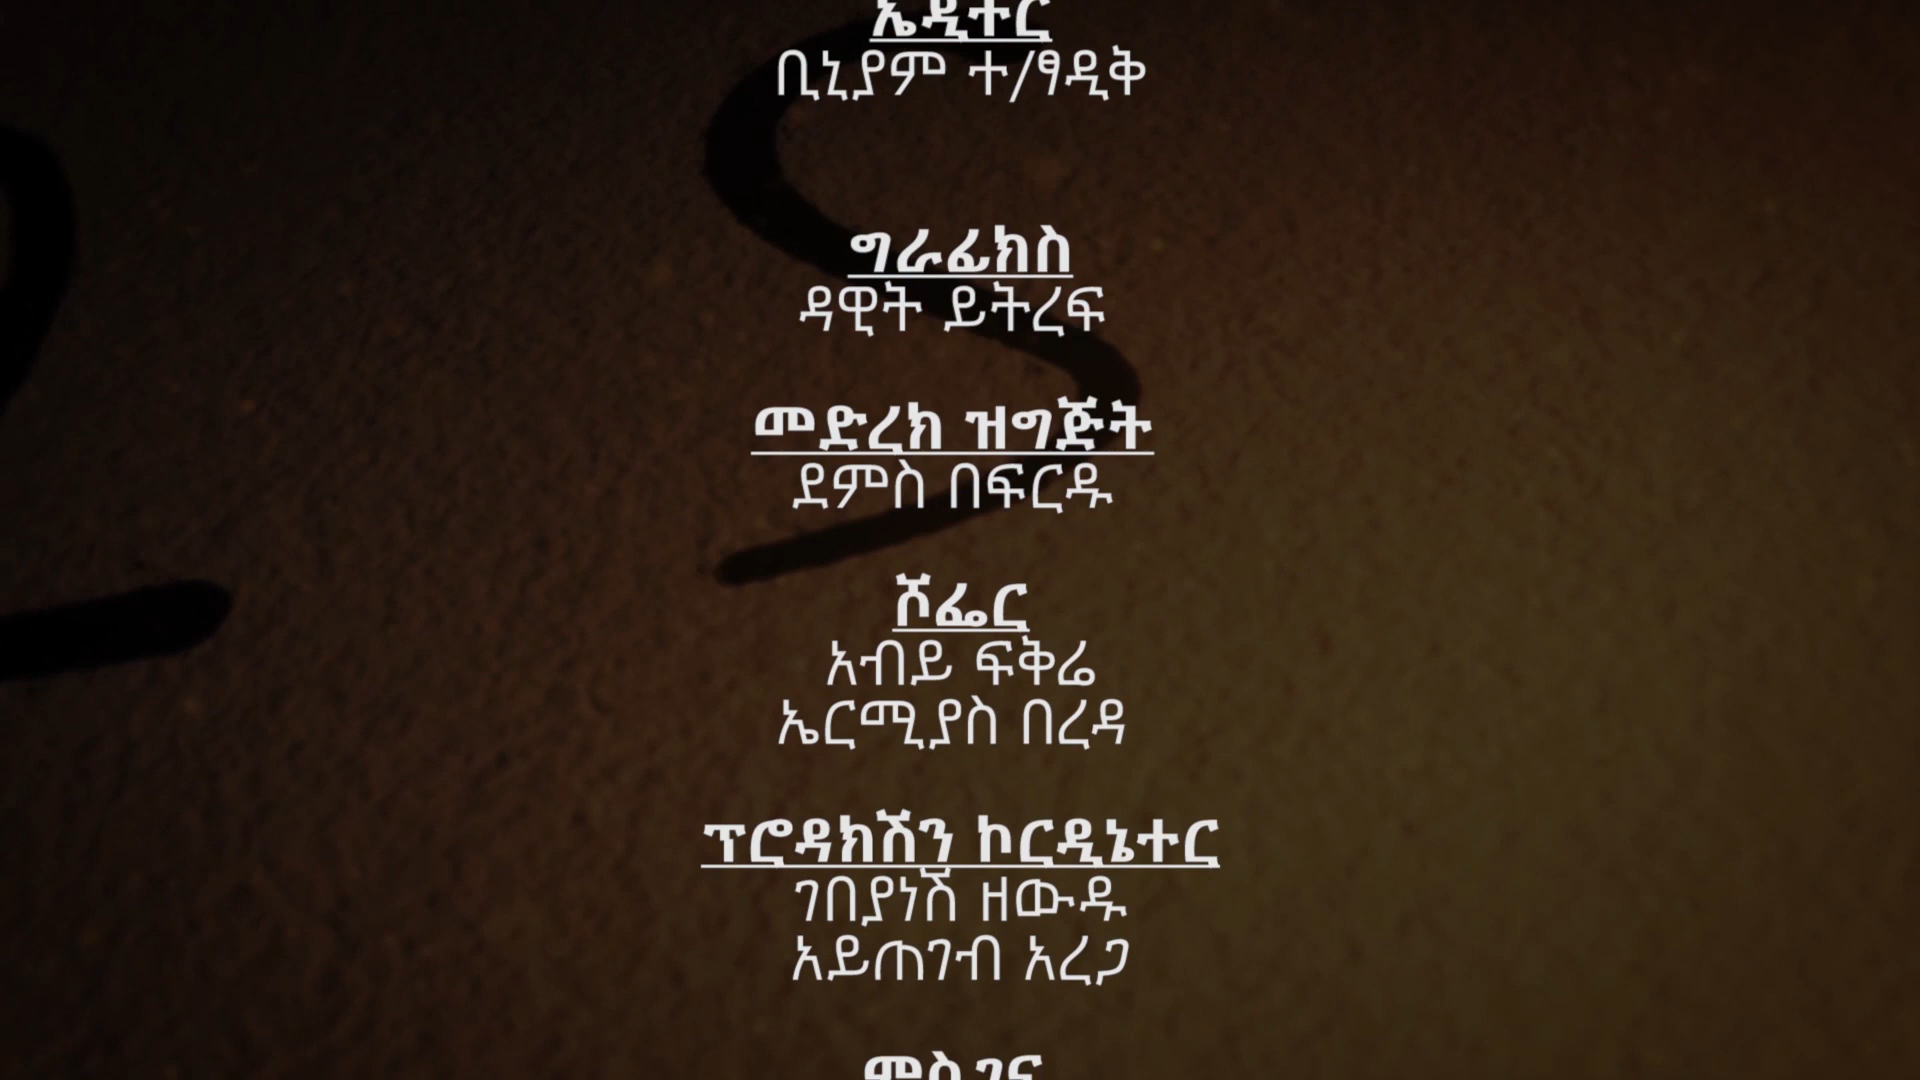 ኤዲተር
ቢኒያም ተ/ፃዲቅ
ግራፊክስ
ዳዊት ይትረፍ
መድረክ ዝግጅት
ደምስ በፍርዱ
ሾፌር
አብይ ፍቅሬ
ኤርሚያስ በረዳ
ፕሮዳክሽን ኮርዲኔተር
ገበያነሽ ዘውዱ
አይጠገብ አረጋ
ምስጋና